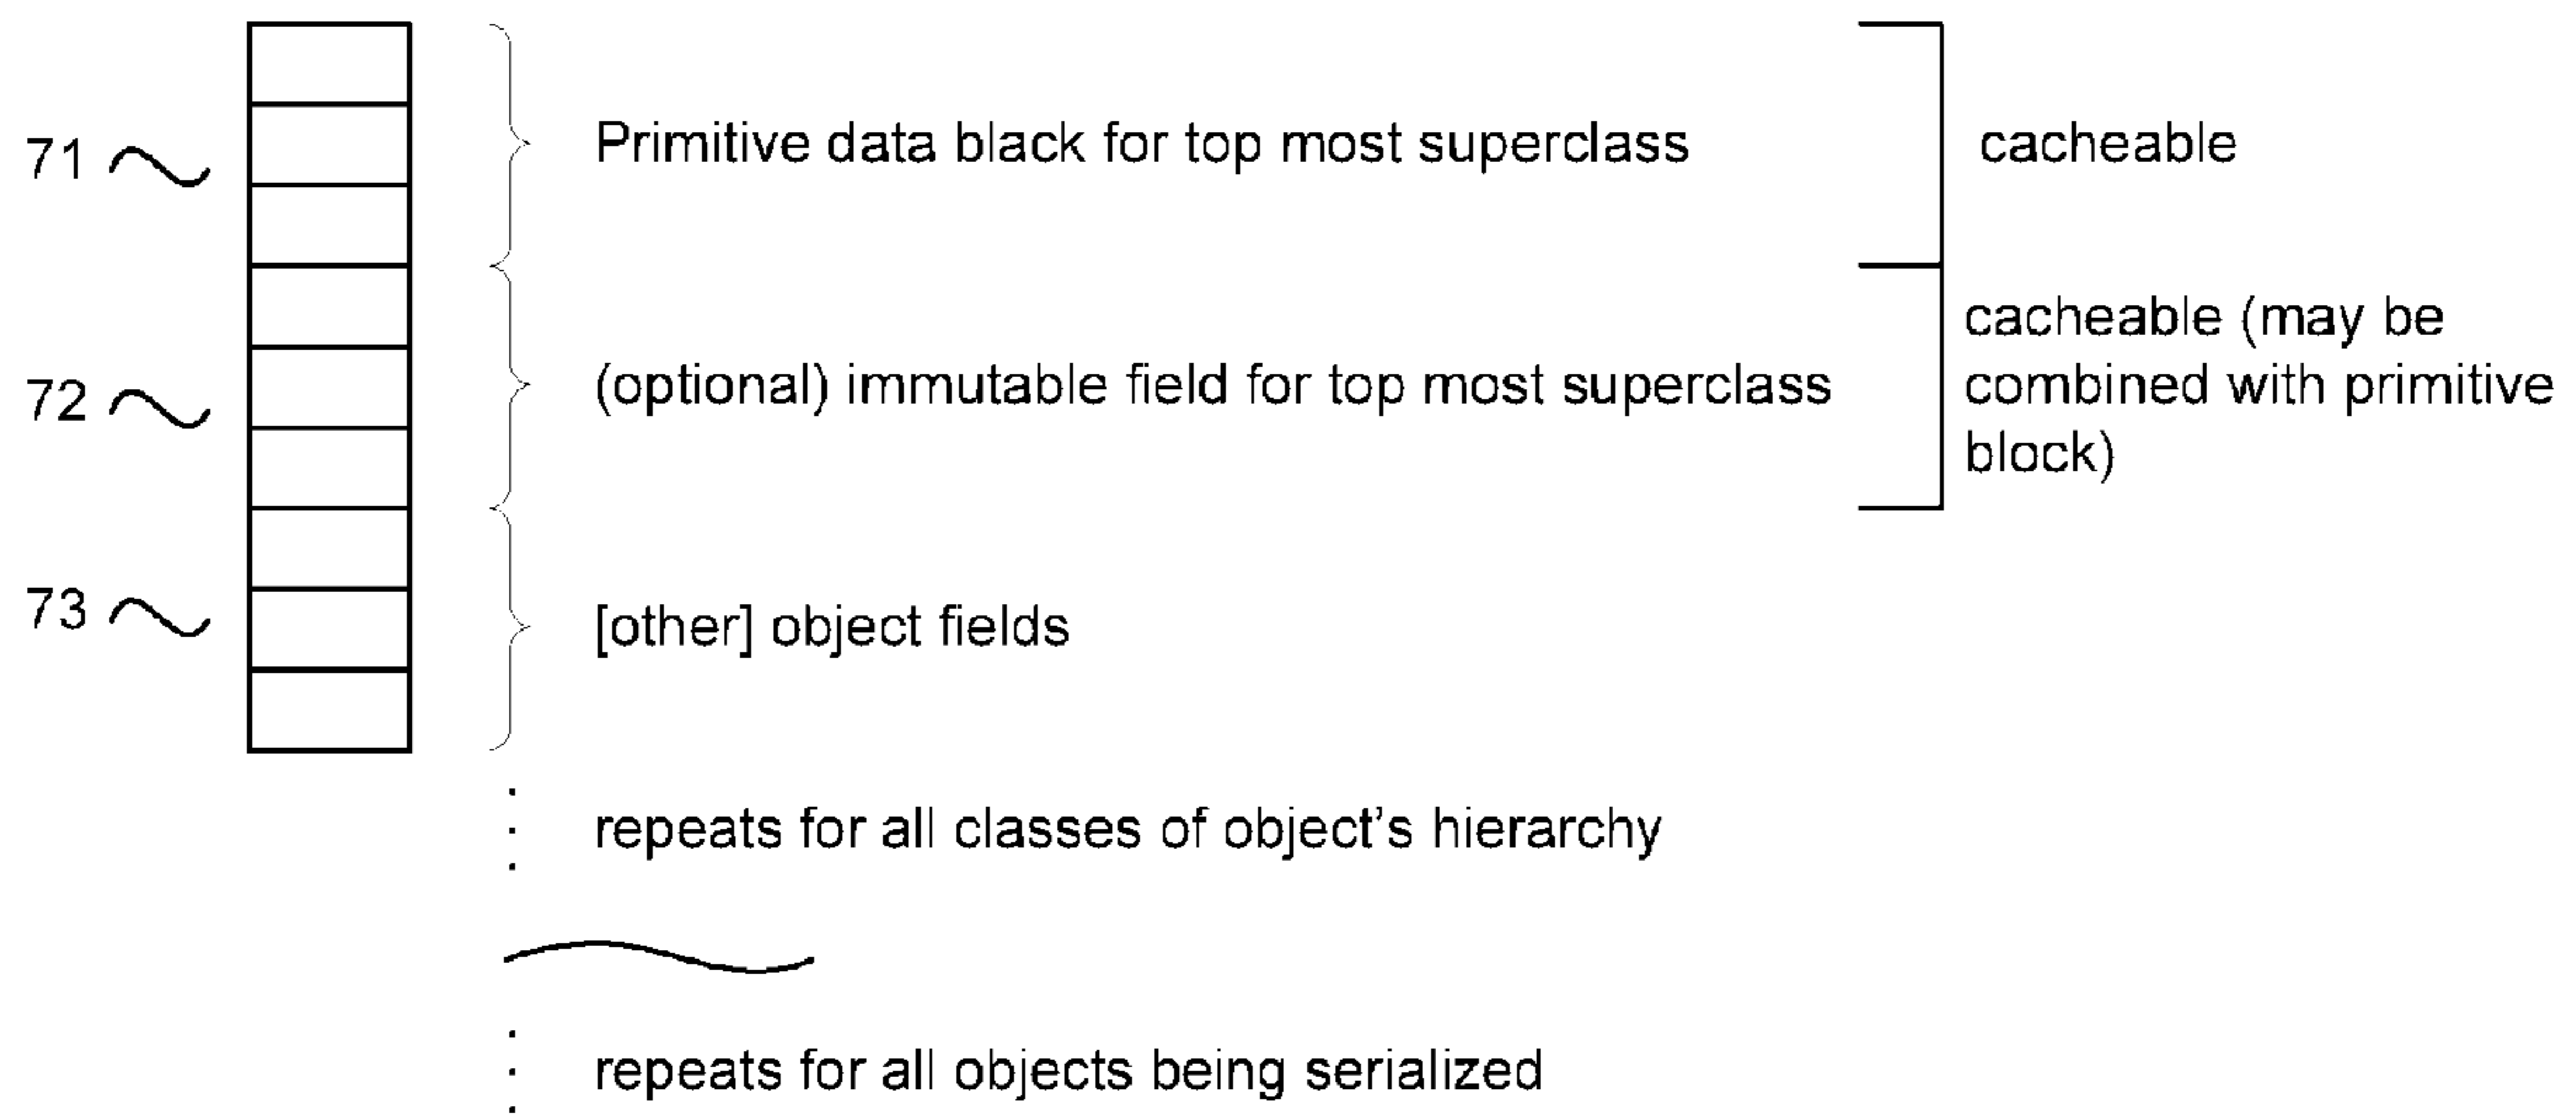 71
Primitive data black for top most superclass
cacheable
72
(optional) immutable field for top most superclass
cacheable (may be
combined with primitive
block)
73
[other] object fields
repeats for all classes of object's hierarchy
repeats for all objects being serialized